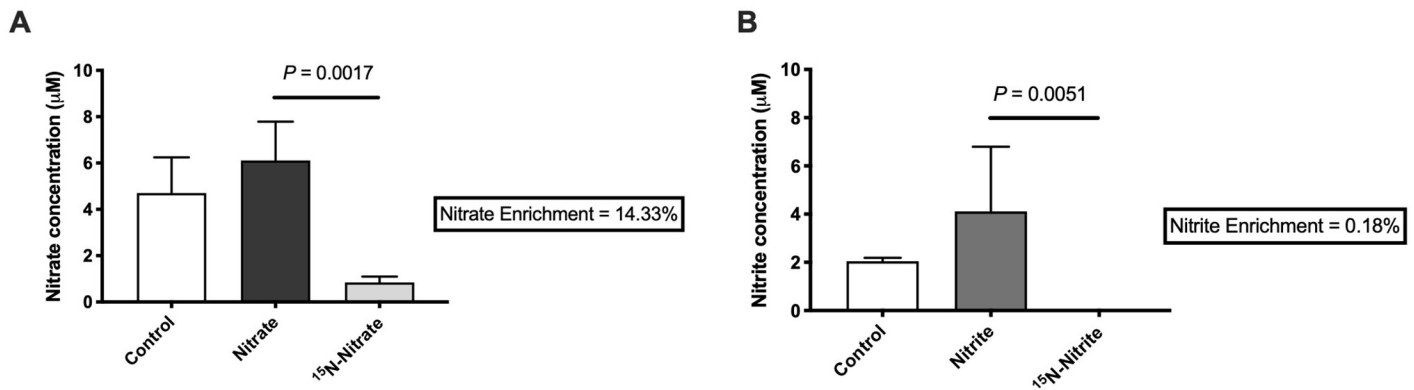 A
Nitrate concentration (μM)
10
8
6
4
2
0
P = 0.0017
Control
Nitrate
¹⁵N-Nitrate
Nitrate Enrichment = 14.33%
B
Nitrite concentration (μM)
10
8
6
4
2
0
P = 0.0051
Control
Nitrite
¹⁵N-Nitrite
Nitrite Enrichment = 0.18%